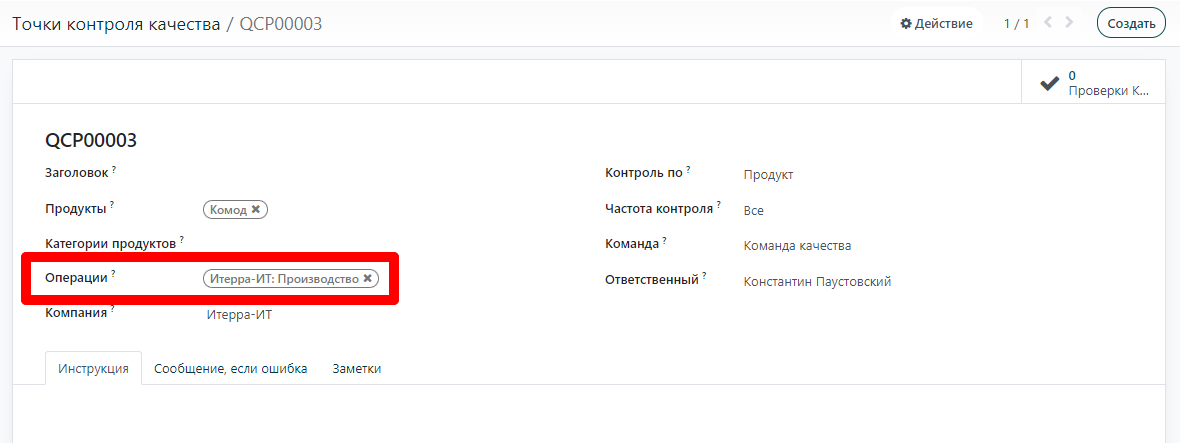 Точки контроля качества / QCP00003
Действие
1 / 1
Создать
0
Проверки К...
QCP00003
Заголовок ?
Контроль по ? Продукт
Продукты ? Комод ✖
Частота контроля ? Все
Категории продуктов ?
Команда ? Команда качества
Операции ? Итерра-ИТ: Производство ✖
Ответственный ? Константин Паустовский
Компания ? Итерра-ИТ
Инструкция Сообщение, если ошибка Заметки